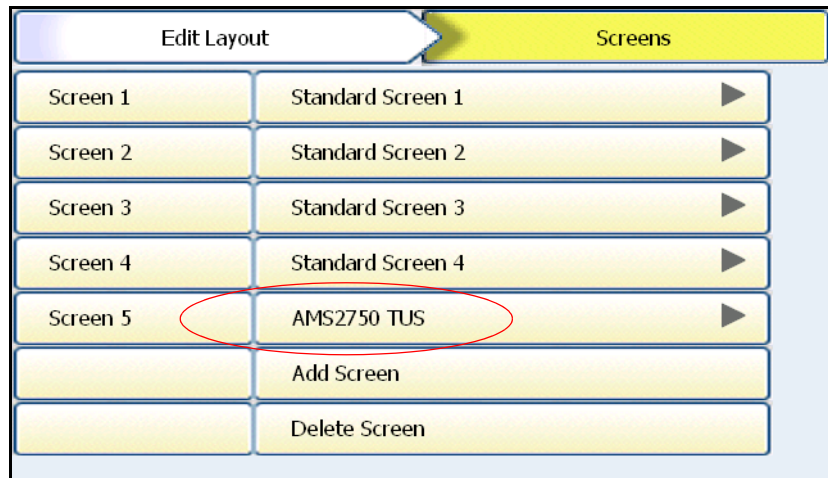 Edit Layout Screens
Screen 1 Standard Screen 1
Screen 2 Standard Screen 2
Screen 3 Standard Screen 3
Screen 4 Standard Screen 4
Screen 5 AMS2750 TUS
Add Screen
Delete Screen